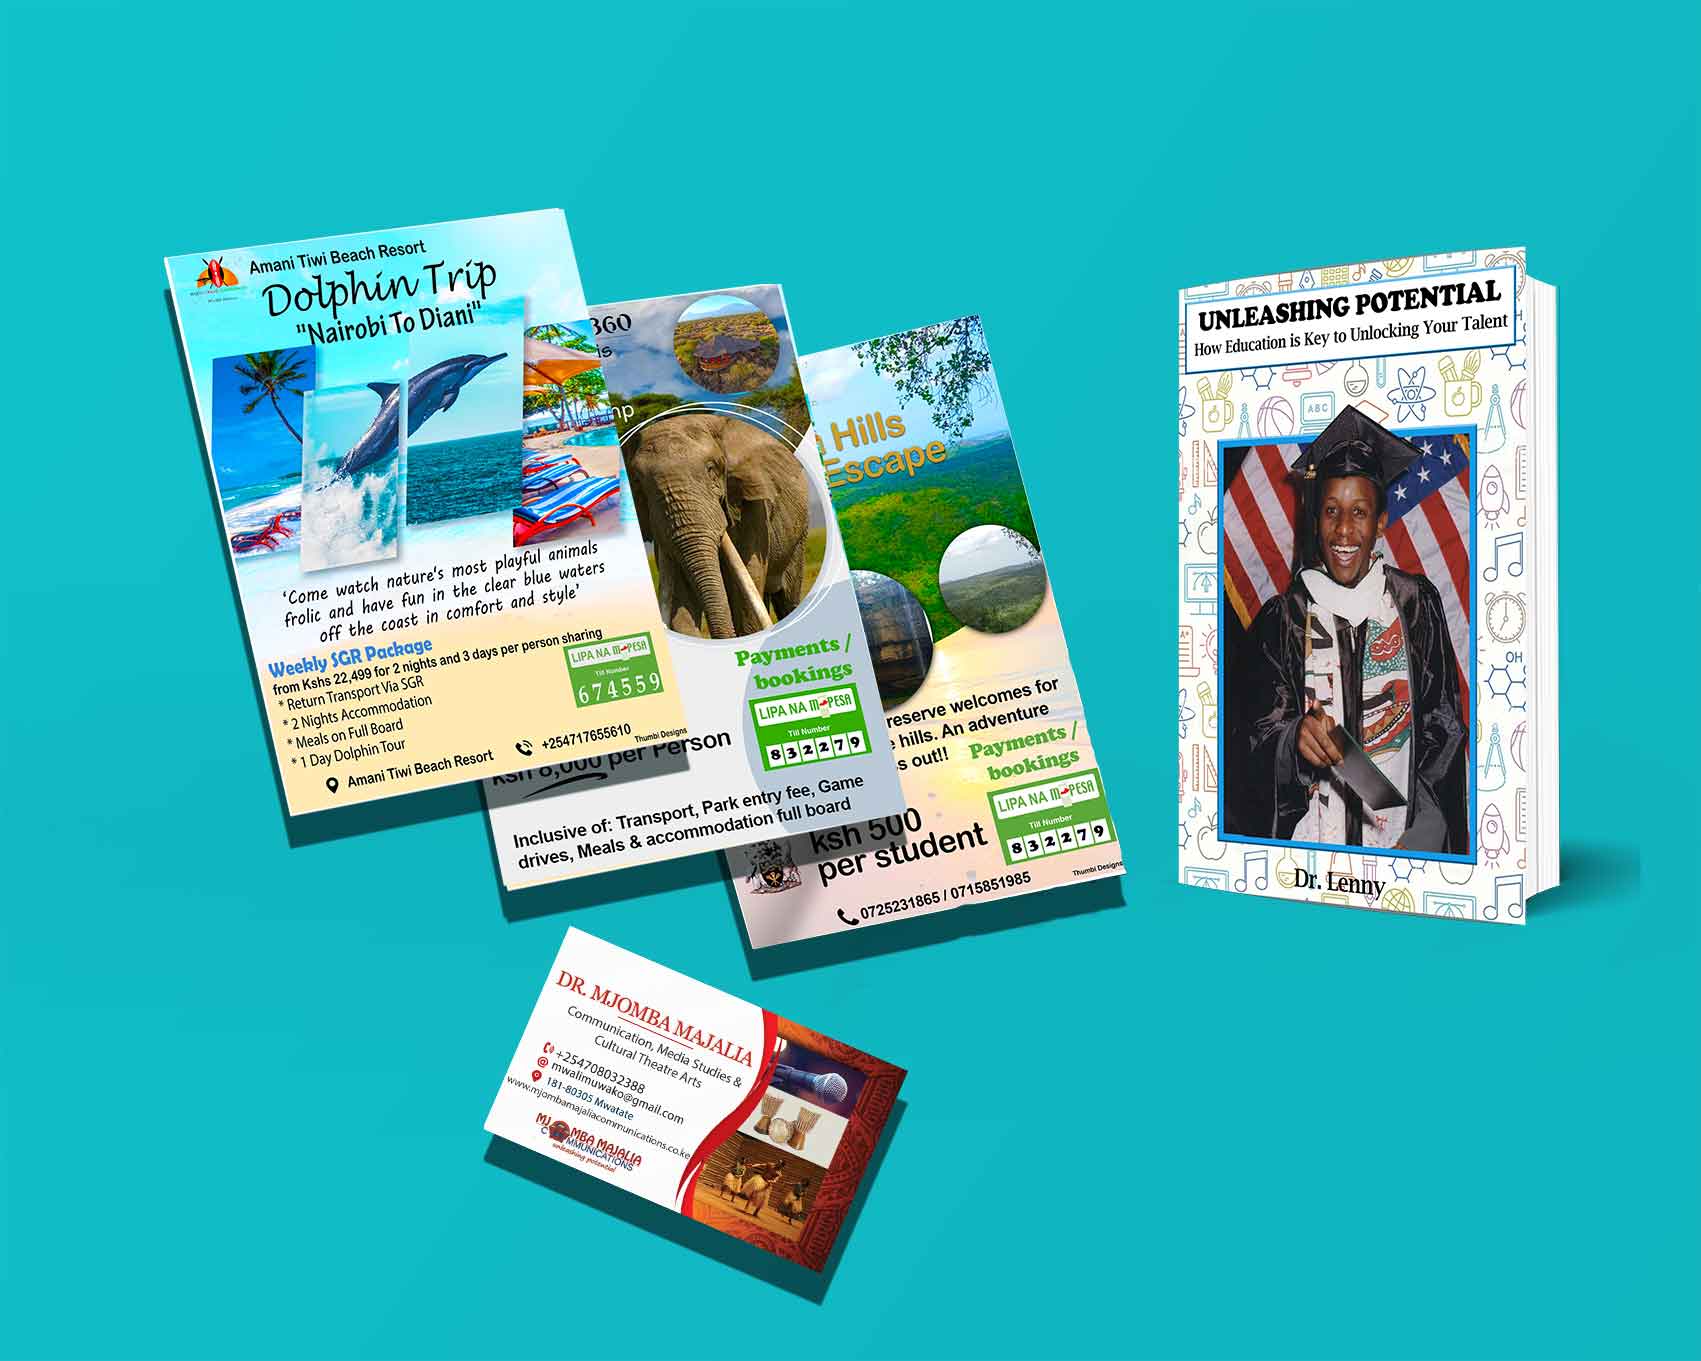 Amani Tiwi Beach Resort
Dolphin Trip
"Nairobi To Diani"
'Come watch nature's most playful animals
frolic and have fun in the clear blue waters
off the coast in comfort and style'
Weekly SGR Package
from Kshs 22,499 for 2 nights and 3 days per person sharing
* Return Transport Via SGR
* 2 Nights Accommodation
* Meals on Full Board
* 1 Day Dolphin Tour
Amani Tiwi Beach Resort
+254717655610
Thumbi Designs
LIPA NA M-PESA
Till Number
674559
360
Payments /
bookings
LIPA NA M-PESA
Till Number
832279
ksh 8,000 per Person
Inclusive of: Transport, Park entry fee, Game
drives, Meals & accommodation full board
Hills
Escape
reserve welcomes for
hills. An adventure
out!!
Payments /
bookings
LIPA NA M-PESA
Till Number
832279
ksh 500
per student
0725231865 / 0715851985
Thumbi Designs
UNLEASHING POTENTIAL
How Education is Key to Unlocking Your Talent
ABC
OH
Dr. Lenny
DR. MJOMBA MAJALIA
Communication, Media Studies &
Cultural Theatre Arts
+254708032388
mwalimuwako@gmail.com
181-80305 Mwatate
www.mjombamajaliacommunications.co.ke
MJOMBA MAJALIA
COMMUNICATIONS
unleashing potential